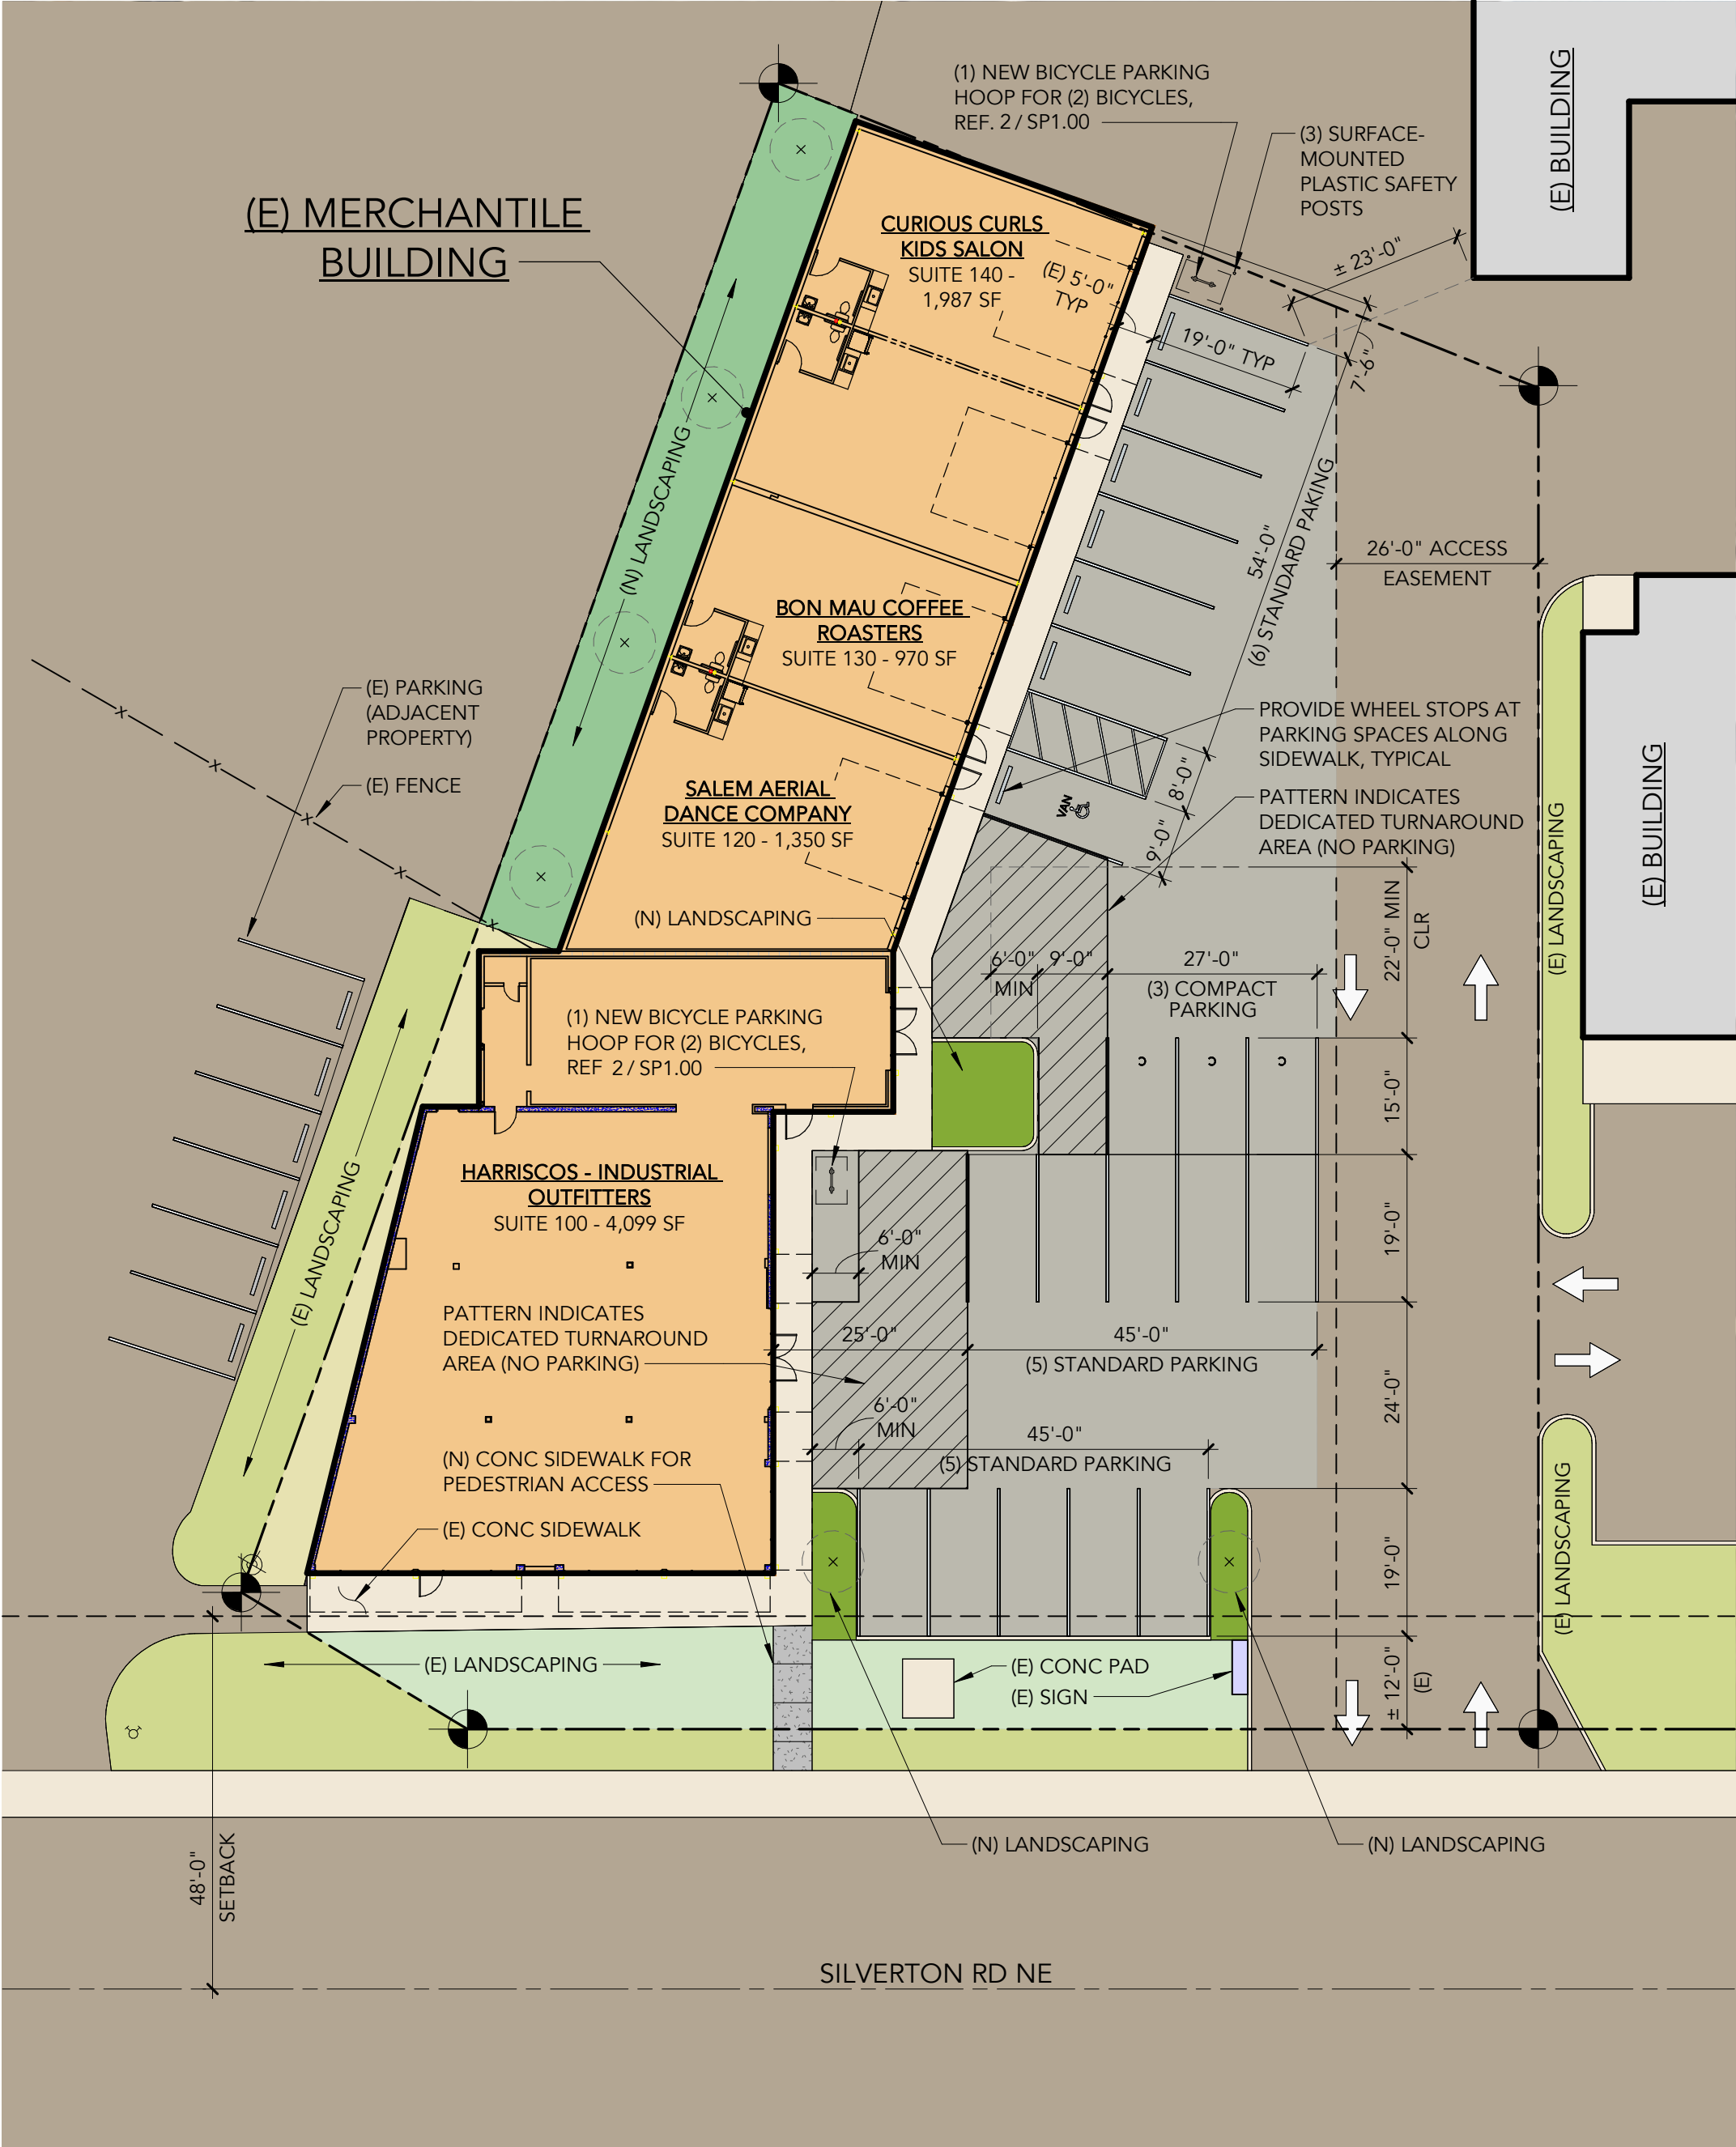 (1) NEW BICYCLE PARKING
HOOP FOR (2) BICYCLES,
REF. 2 / SP1.00
(3) SURFACE-
MOUNTED
PLASTIC SAFETY
POSTS
(E) BUILDING
(E) MERCHANTILE
BUILDING
CURIOUS CURLS
KIDS SALON
SUITE 140 -
1,987 SF
(E) 5'-0"
TYP
± 23'-0"
19'-0" TYP
7'-6"
(N) LANDSCAPING
54'-0"
(6) STANDARD PAKING
26'-0" ACCESS
EASEMENT
BON MAU COFFEE
ROASTERS
SUITE 130 - 970 SF
(E) PARKING
(ADJACENT
PROPERTY)
(E) FENCE
PROVIDE WHEEL STOPS AT
PARKING SPACES ALONG
SIDEWALK, TYPICAL
SALEM AERIAL
DANCE COMPANY
SUITE 120 - 1,350 SF
VAN
8'-0"
9'-0"
PATTERN INDICATES
DEDICATED TURNAROUND
AREA (NO PARKING)
(E) BUILDING
(E) LANDSCAPING
(N) LANDSCAPING
22'-0" MIN
CLR
6'-0"
MIN
9'-0"
27'-0"
(3) COMPACT
PARKING
(1) NEW BICYCLE PARKING
HOOP FOR (2) BICYCLES,
REF 2 / SP1.00
C
C
C
15'-0"
HARRISCOS - INDUSTRIAL
OUTFITTERS
SUITE 100 - 4,099 SF
(E) LANDSCAPING
6'-0"
MIN
19'-0"
PATTERN INDICATES
DEDICATED TURNAROUND
AREA (NO PARKING)
25'-0"
45'-0"
(5) STANDARD PARKING
24'-0"
6'-0"
MIN
45'-0"
(5) STANDARD PARKING
(N) CONC SIDEWALK FOR
PEDESTRIAN ACCESS
(E) CONC SIDEWALK
19'-0"
(E) LANDSCAPING
(E) LANDSCAPING
(E) CONC PAD
(E) SIGN
± 12'-0"
(E)
(N) LANDSCAPING
(N) LANDSCAPING
48'-0"
SETBACK
SILVERTON RD NE